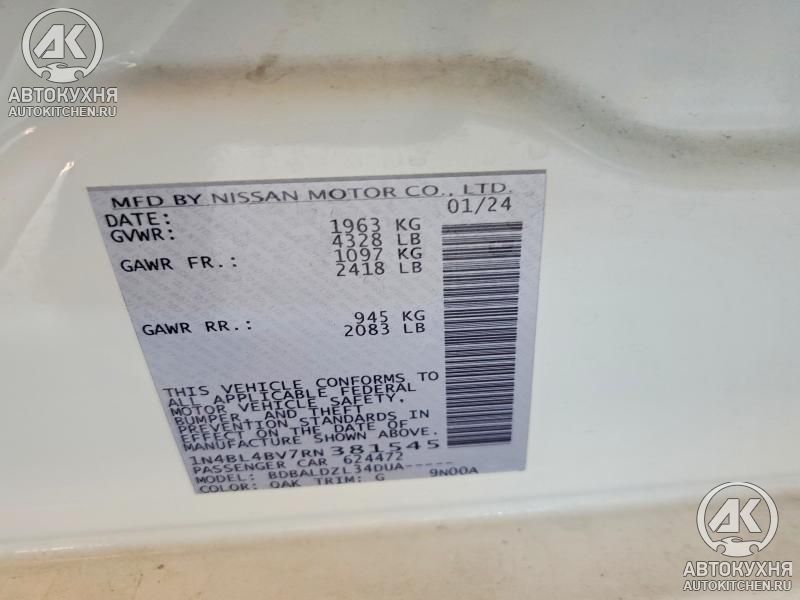 AK
АВТОКУХНЯ
AUTOKITCHEN.RU
MFD BY NISSAN MOTOR CO., LTD.
DATE: 01/24
GVWR: 1963 KG
4328 LB
GAWR FR.: 1097 KG
2418 LB
GAWR RR.: 945 KG
2083 LB
THIS VEHICLE CONFORMS TO
ALL APPLICABLE FEDERAL
MOTOR VEHICLE SAFETY,
BUMPER, AND THEFT
PREVENTION STANDARDS IN
EFFECT ON THE DATE OF
MANUFACTURE SHOWN ABOVE.
1N4BL4BV7RN381545
PASSENGER CAR 624472
MODEL: BDBALDZL34DUA-----
COLOR: QAK TRIM: G 9N00A
AK
АВТОКУХНЯ
AUTOKITCHEN.RU